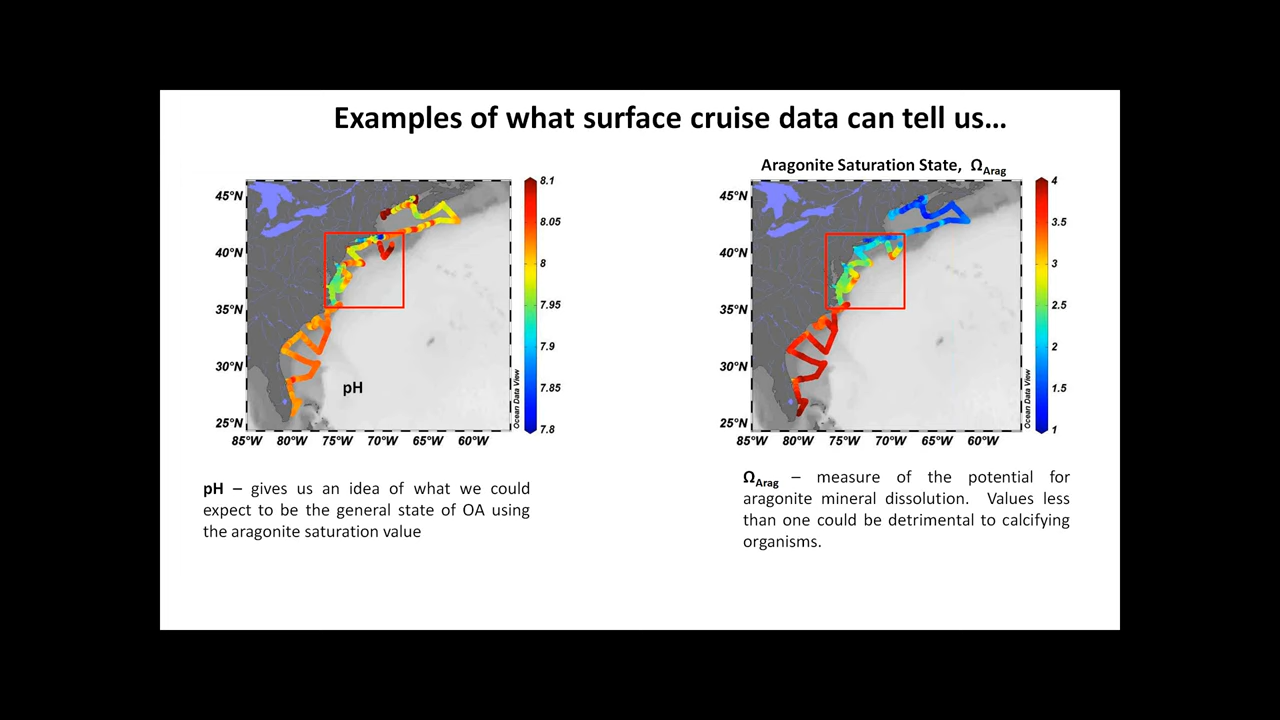 Examples of what surface cruise data can tell us…
45°N
40°N
35°N
30°N
25°N
85°W 80°W 75°W 70°W 65°W 60°W
pH
Ocean Data View
8.1
8.05
8
7.95
7.9
7.85
7.8
pH – gives us an idea of what we could
expect to be the general state of OA using
the aragonite saturation value
Aragonite Saturation State, ΩArag
45°N
40°N
35°N
30°N
25°N
85°W 80°W 75°W 70°W 65°W 60°W
Ocean Data View
4
3.5
3
2.5
2
1.5
1
ΩArag – measure of the potential for
aragonite mineral dissolution. Values less
than one could be detrimental to calcifying
organisms.